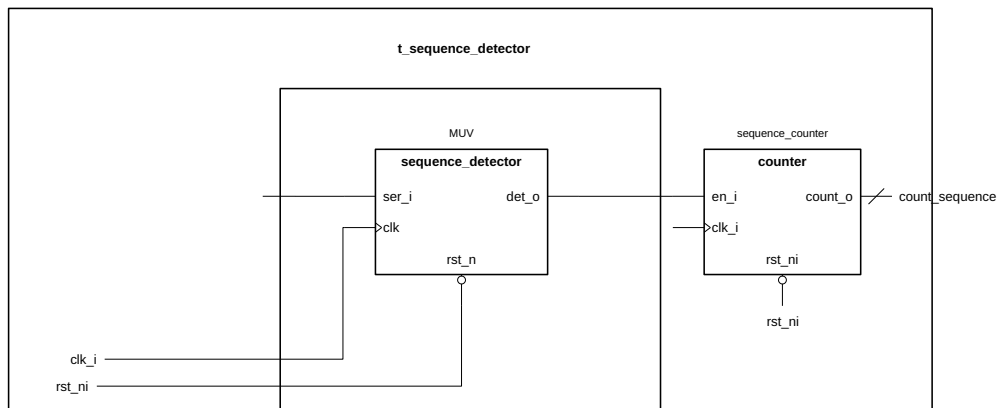 t_sequence_detector
MUV
sequence_counter
sequence_detector
counter
ser_i
det_o
en_i
count_o
count_sequence
clk
clk_i
rst_n
rst_ni
rst_ni
clk_i
rst_ni